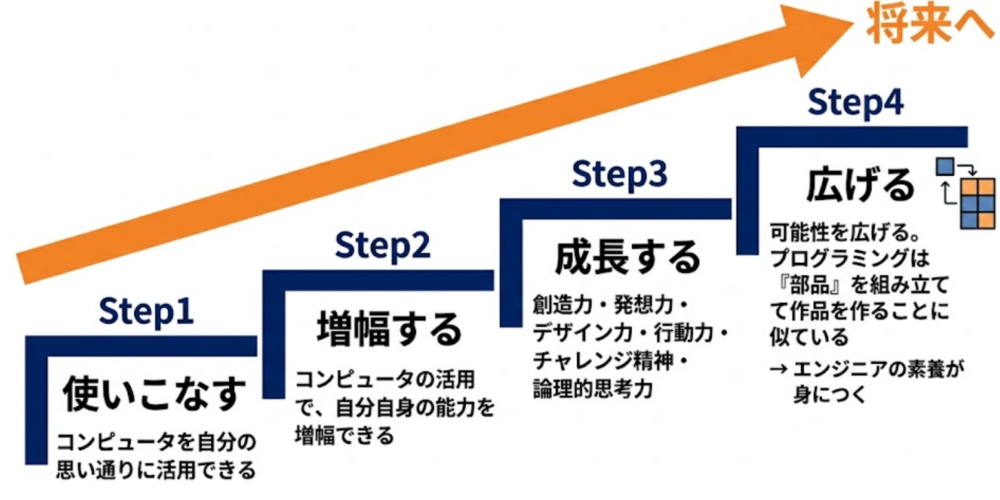 将来へ
Step1
使いこなす
コンピュータを自分の
思い通りに活用できる
Step2
増幅する
コンピュータの活用
で、自分自身の能力を
増幅できる
Step3
成長する
創造力・発想力・
デザイン力・行動力・
チャレンジ精神・
論理的思考力
Step4
広げる
可能性を広げる。
プログラミングは
『部品』を組み立て
て作品を作ることに
似ている
→ エンジニアの素養が
身につく